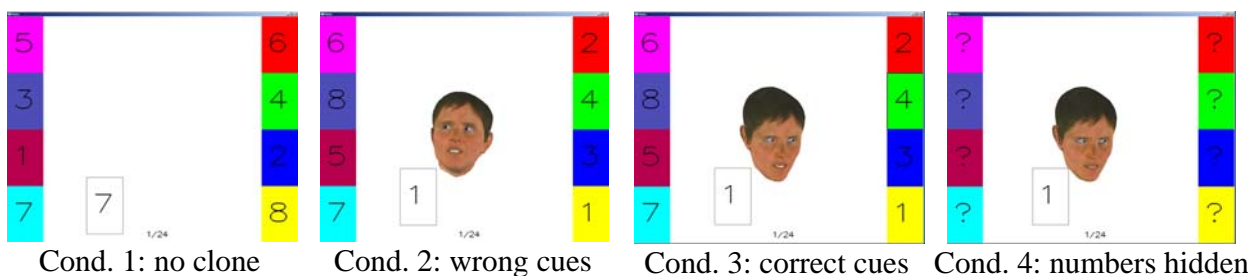 5 6
3 4
1 2
7 7 8
1/24
Cond. 1: no clone
6 2
8 4
5 3
7 1 1
1/24
Cond. 2: wrong cues
6 2
8 4
5 3
7 1 1
1/24
Cond. 3: correct cues
? ?
? ?
? ?
? 1 ?
1/24
Cond. 4: numbers hidden